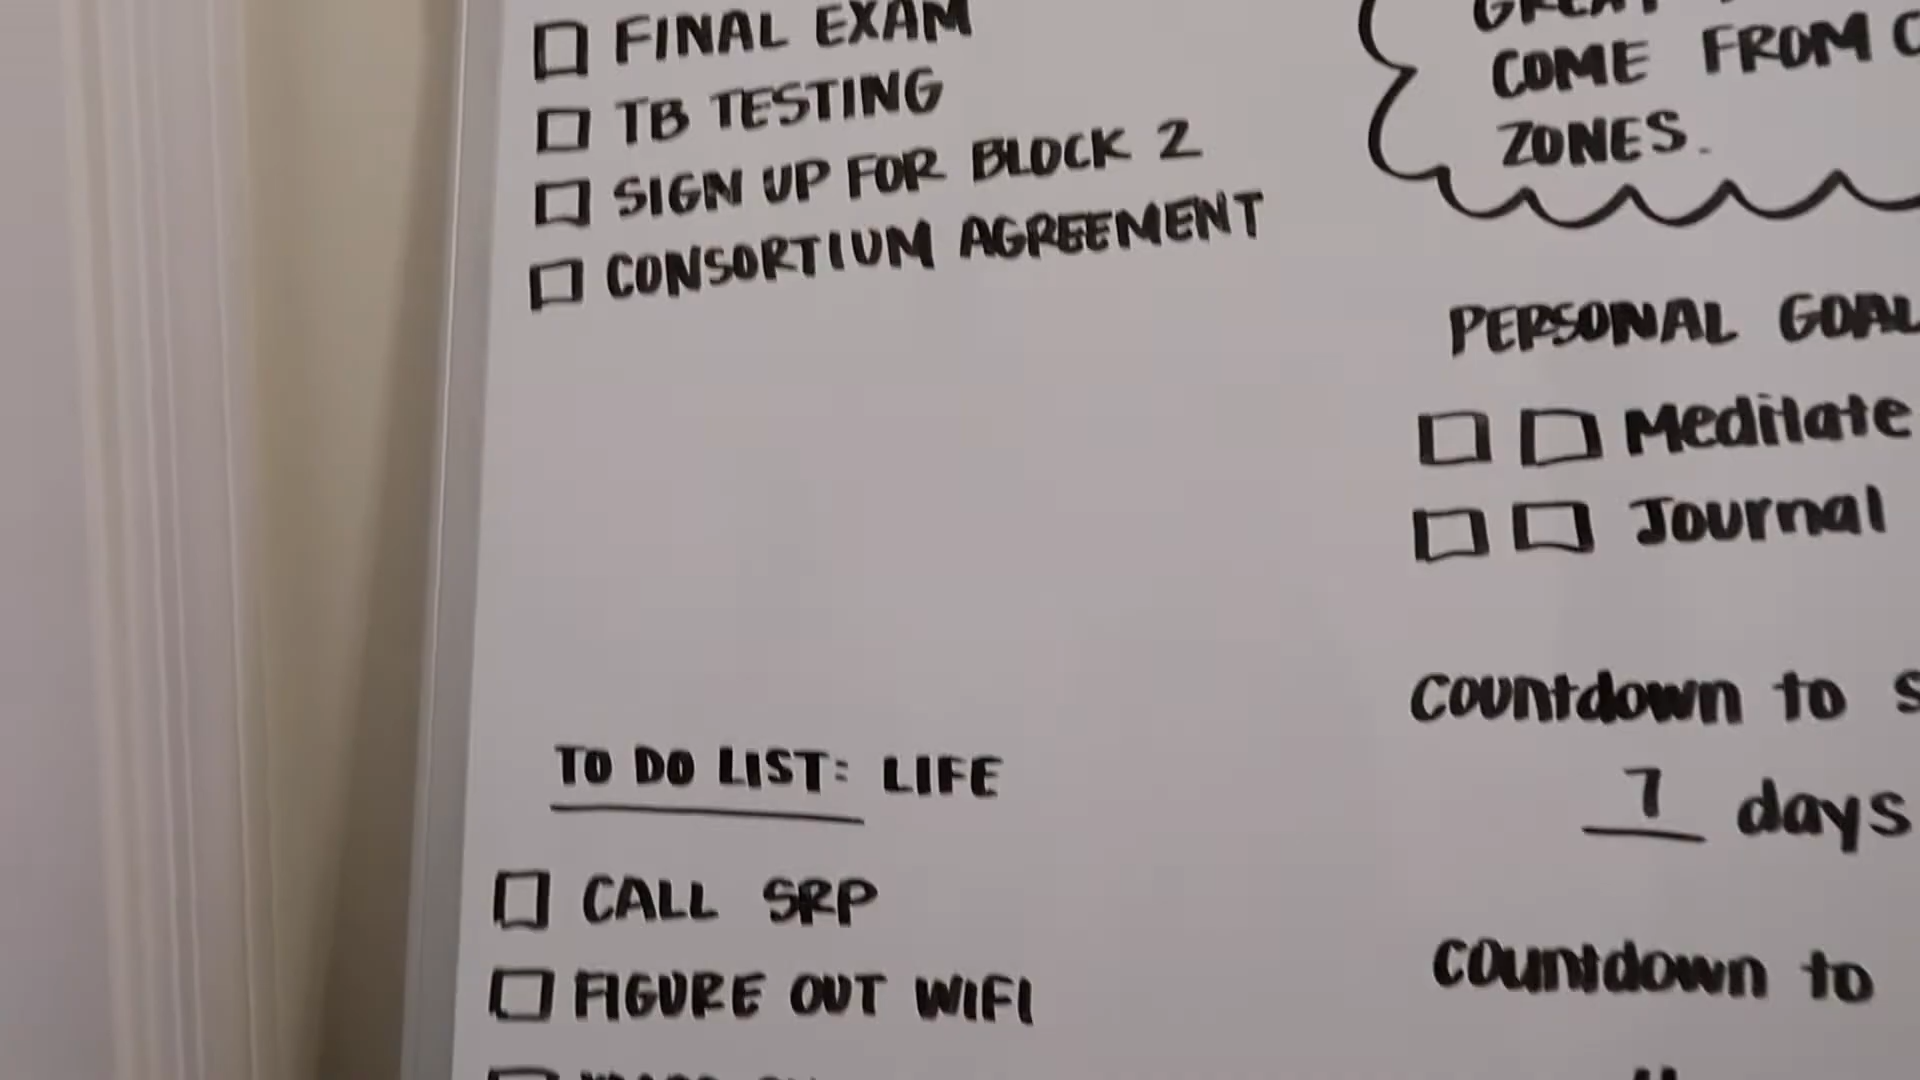 FINAL EXAM
TB TESTING
SIGN UP FOR BLOCK 2
CONSORTIUM AGREEMENT
TO DO LIST: LIFE
CALL SRP
FIGURE OUT WIFI
COME FROM
ZONES.
PERSONAL
Meditate
Journal
countdown to
7 days
countdown to